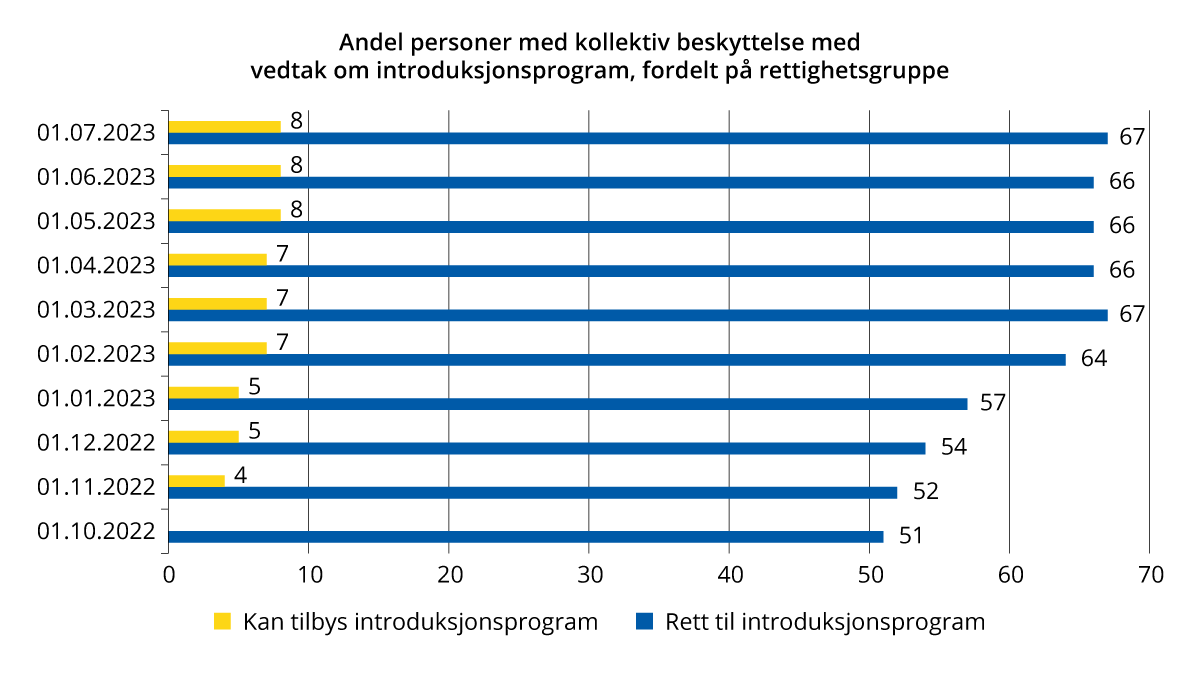 Andel personer med kollektiv beskyttelse med
vedtak om introduksjonsprogram, fordelt på rettighetsgruppe
01.07.2023 8 67
01.06.2023 8 66
01.05.2023 8 66
01.04.2023 7 66
01.03.2023 7 67
01.02.2023 7 64
01.01.2023 5 57
01.12.2022 5 54
01.11.2022 4 52
01.10.2022 51
0 10 20 30 40 50 60 70
Kan tilbys introduksjonsprogram Rett til introduksjonsprogram